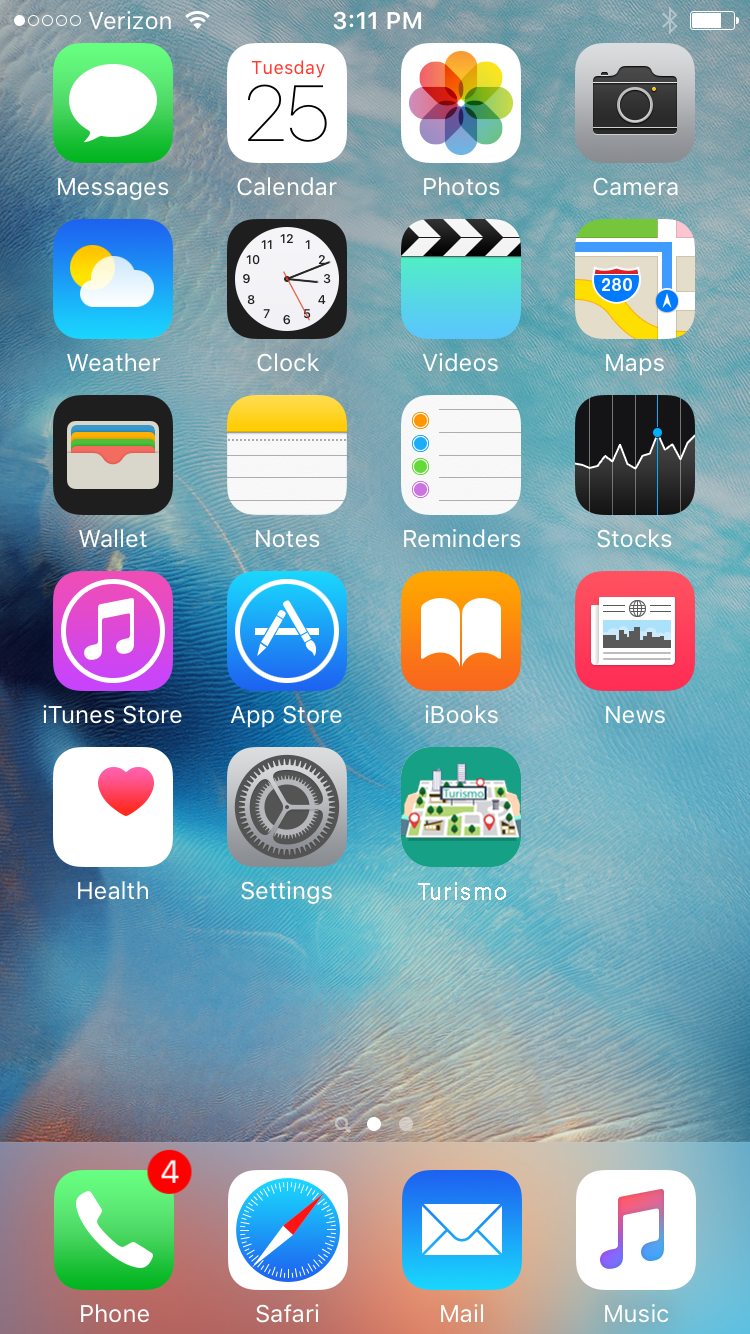 Verizon 3:11 PM
Tuesday
25
Messages Calendar Photos Camera
12
11 1
10 2
9 3
8 4
7 5
6
280
Weather Clock Videos Maps
Wallet Notes Reminders Stocks
iTunes Store App Store iBooks News
Turismo
Health Settings Turismo
4
Phone Safari Mail Music